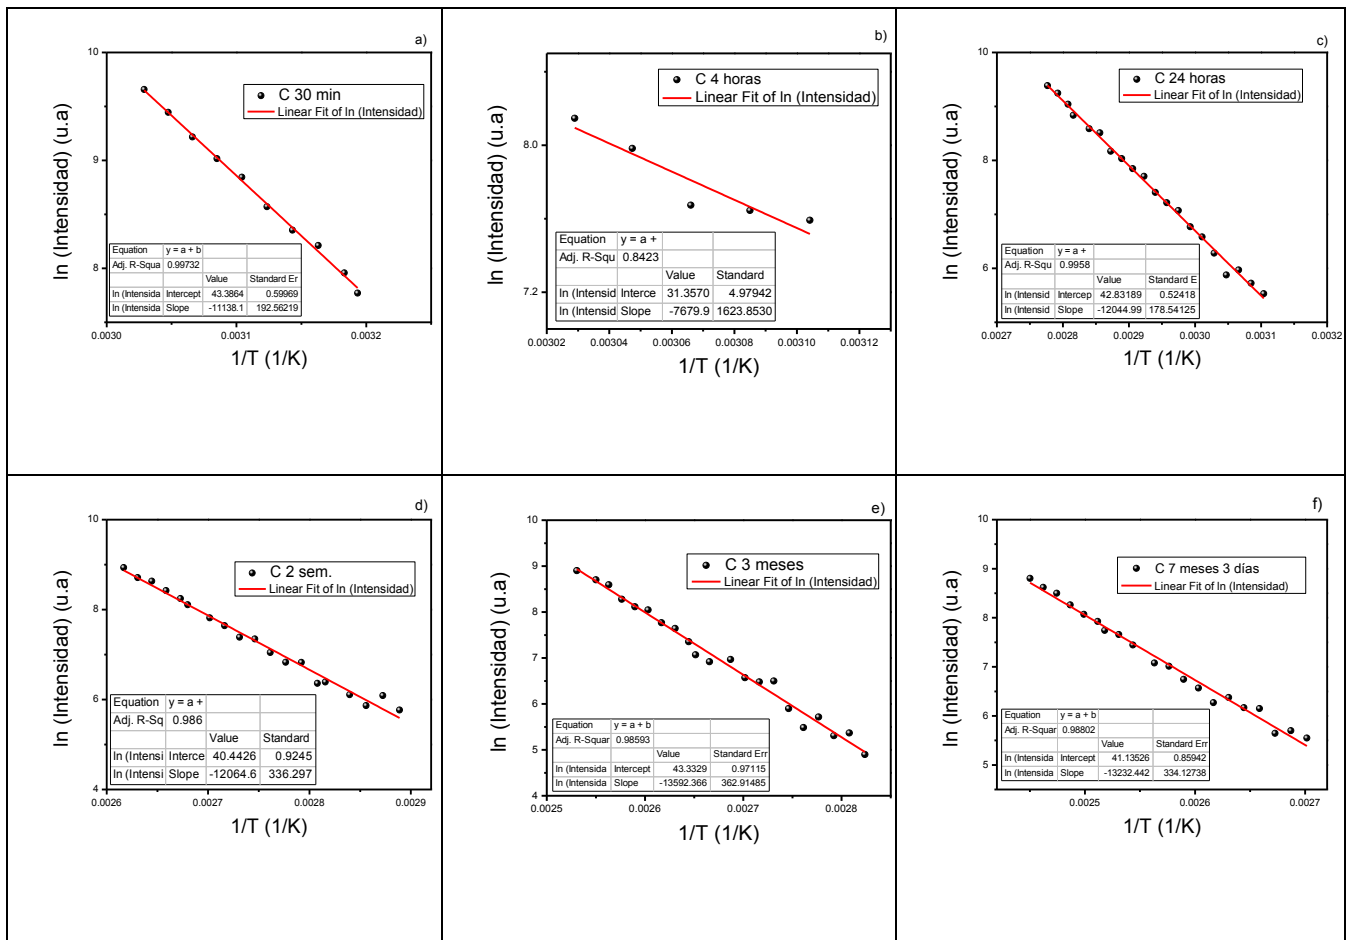 a)
ln (Intensidad) (u.a)
10
9
8
C 30 min
Linear Fit of ln (Intensidad)
Equation y = a + b
Adj. R-Squa 0.99732
Value Standard Er
ln (Intensida Intercept 43.3864 0.59969
ln (Intensida Slope -11138.1 192.56219
0.0030 0.0031 0.0032
1/T (1/K)
b)
ln (Intensidad) (u.a)
8.0
7.2
C 4 horas
Linear Fit of ln (Intensidad)
Equation y = a +
Adj. R-Squ 0.8423
Value Standard
ln (Intensid Interce 31.3570 4.97942
ln (Intensid Slope -7679.9 1623.8530
0.00302 0.00304 0.00306 0.00308 0.00310 0.00312
1/T (1/K)
c)
ln (Intensidad) (u.a)
10
8
6
C 24 horas
Linear Fit of ln (Intensidad)
Equation y = a +
Adj. R-Squ 0.9958
Value Standard E
ln (Intensid Intercep 42.83189 0.52418
ln (Intensid Slope -12044.99 178.54125
0.0027 0.0028 0.0029 0.0030 0.0031 0.0032
1/T (1/K)
d)
ln (Intensidad) (u.a)
10
8
6
4
C 2 sem.
Linear Fit of ln (Intensidad)
Equation y = a +
Adj. R-Sq 0.986
Value Standard
ln (Intensi Interce 40.4426 0.9245
ln (Intensi Slope -12064.6 336.297
0.0026 0.0027 0.0028 0.0029
1/T (1/K)
e)
ln (Intensidad) (u.a)
10
9
8
7
6
5
4
C 3 meses
Linear Fit of ln (Intensidad)
Equation y = a + b
Adj. R-Squar 0.98593
Value Standard Err
ln (Intensida Intercept 43.3329 0.97115
ln (Intensida Slope -13592.366 362.91485
0.0025 0.0026 0.0027 0.0028
1/T (1/K)
f)
ln (Intensidad) (u.a)
10
9
8
7
6
5
C 7 meses 3 días
Linear Fit of ln (Intensidad)
Equation y = a + b
Adj. R-Squar 0.98802
Value Standard Err
ln (Intensida Intercept 41.13526 0.85942
ln (Intensida Slope -13232.442 334.12738
0.0025 0.0026 0.0027
1/T (1/K)